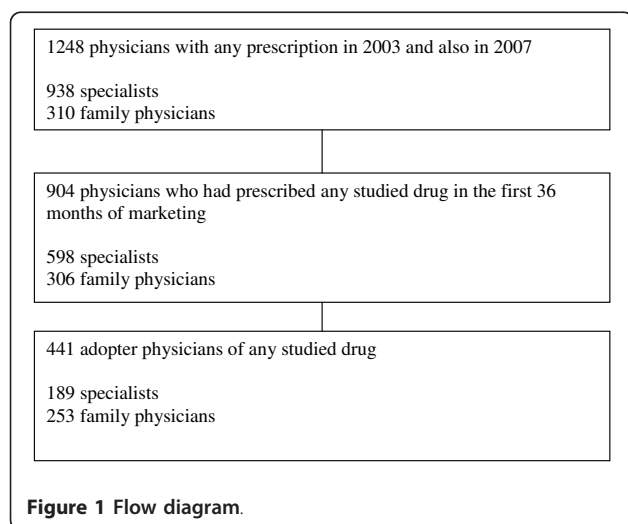 1248 physicians with any prescription in 2003 and also in 2007
938 specialists
310 family physicians
904 physicians who had prescribed any studied drug in the first 36
months of marketing
598 specialists
306 family physicians
441 adopter physicians of any studied drug
189 specialists
253 family physicians
Figure 1 Flow diagram.